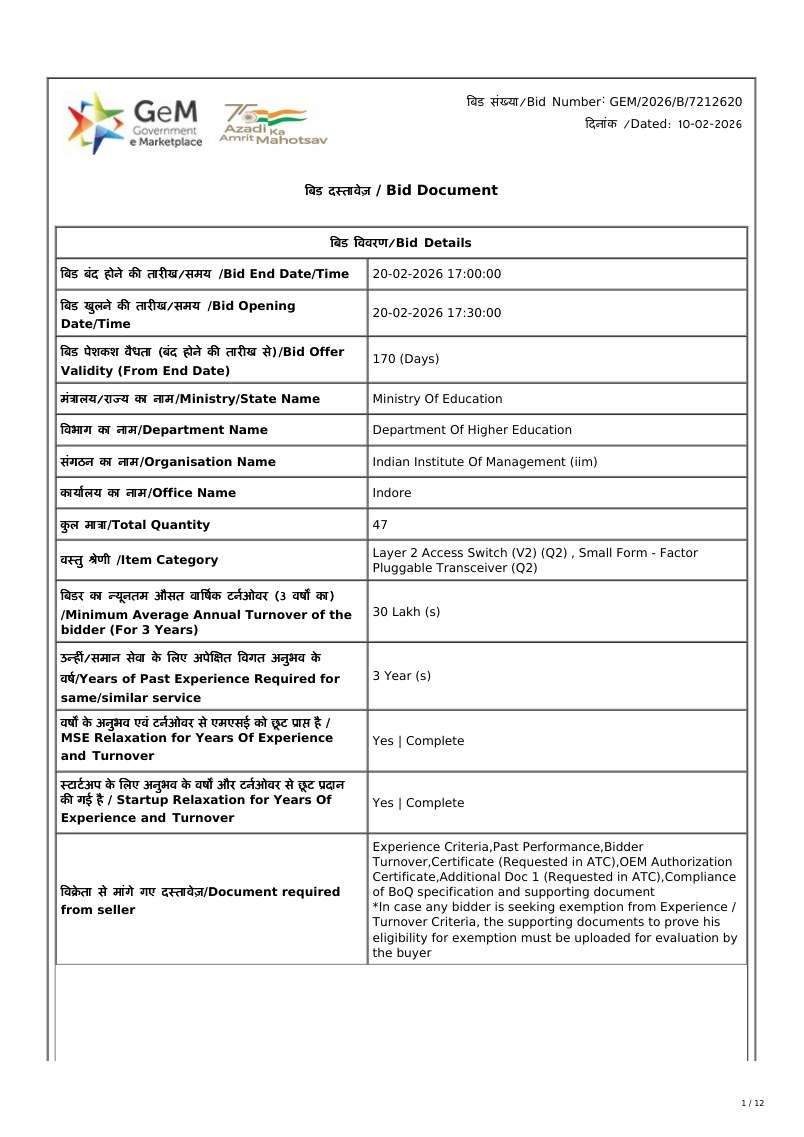 GeM
Government
e Marketplace
75
Azadi Ka
Amrit Mahotsav
बिड संख्या/Bid Number: GEM/2026/B/7212620
दिनांक /Dated: 10-02-2026
बिड दस्तावेज़ / Bid Document
बिड विवरण/Bid Details
बिड बंद होने की तारीख/समय /Bid End Date/Time
20-02-2026 17:00:00
बिड खुलने की तारीख/समय /Bid Opening
Date/Time
20-02-2026 17:30:00
बिड पेशकश वैधता (बंद होने की तारीख से)/Bid Offer
Validity (From End Date)
170 (Days)
मंत्रालय/राज्य का नाम/Ministry/State Name
Ministry Of Education
विभाग का नाम/Department Name
Department Of Higher Education
संगठन का नाम/Organisation Name
Indian Institute Of Management (iim)
कार्यालय का नाम/Office Name
Indore
कुल मात्रा/Total Quantity
47
वस्तु श्रेणी /Item Category
Layer 2 Access Switch (V2) (Q2) , Small Form - Factor
Pluggable Transceiver (Q2)
बिडर का न्यूनतम औसत वार्षिक टर्नओवर (3 वर्षों का)
/Minimum Average Annual Turnover of the
bidder (For 3 Years)
30 Lakh (s)
उन्हीं/समान सेवा के लिए अपेक्षित विगत अनुभव के
वर्ष/Years of Past Experience Required for
same/similar service
3 Year (s)
वर्षों के अनुभव एवं टर्नओवर से एमएसई को छूट प्राप्त है /
MSE Relaxation for Years Of Experience
and Turnover
Yes | Complete
स्टार्टअप के लिए अनुभव के वर्षों और टर्नओवर से छूट प्रदान
की गई है / Startup Relaxation for Years Of
Experience and Turnover
Yes | Complete
विक्रेता से मांगे गए दस्तावेज़/Document required
from seller
Experience Criteria,Past Performance,Bidder
Turnover,Certificate (Requested in ATC),OEM Authorization
Certificate,Additional Doc 1 (Requested in ATC),Compliance
of BoQ specification and supporting document
*In case any bidder is seeking exemption from Experience /
Turnover Criteria, the supporting documents to prove his
eligibility for exemption must be uploaded for evaluation by
the buyer
1 / 12